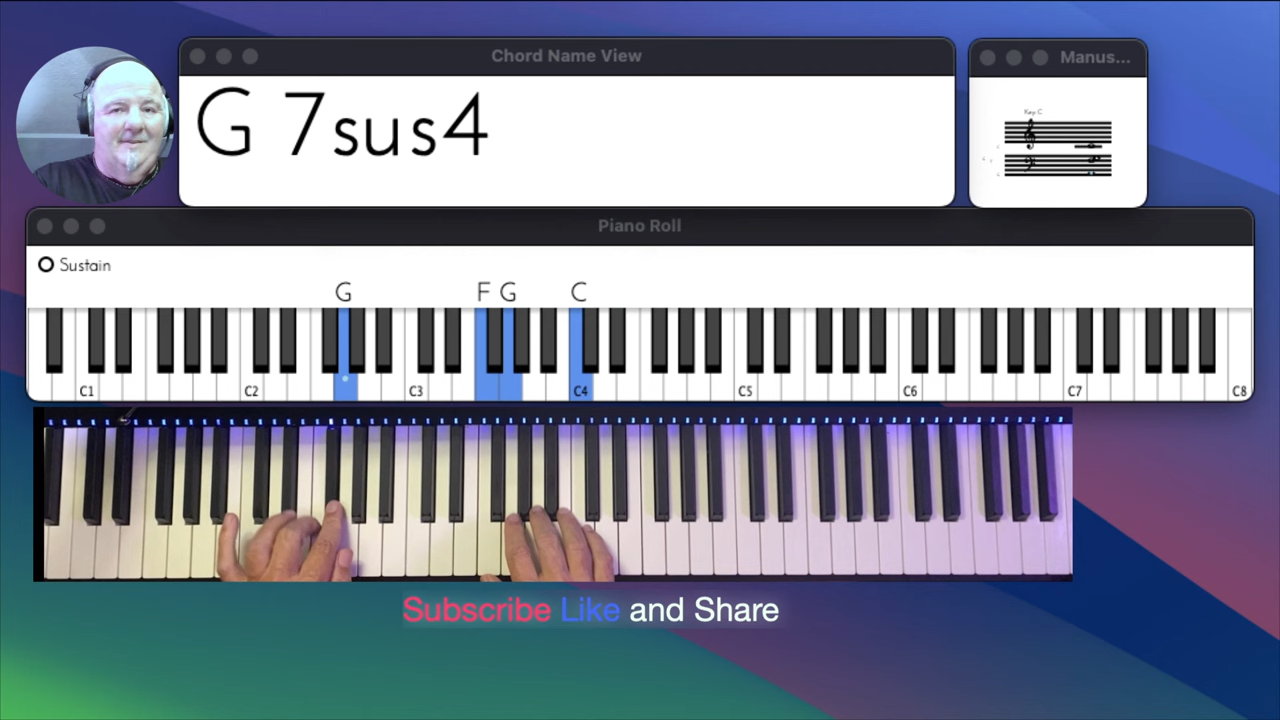 Chord Name View
Manus...
G 7sus4
Key: C
Piano Roll
Sustain
G F G C
C1 C2 C3 C4 C5 C6 C7 C8
Subscribe Like and Share